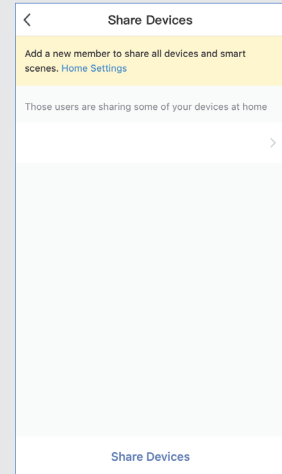 Share Devices
Add a new member to share all devices and smart
scenes. Home Settings
Those users are sharing some of your devices at home
Share Devices